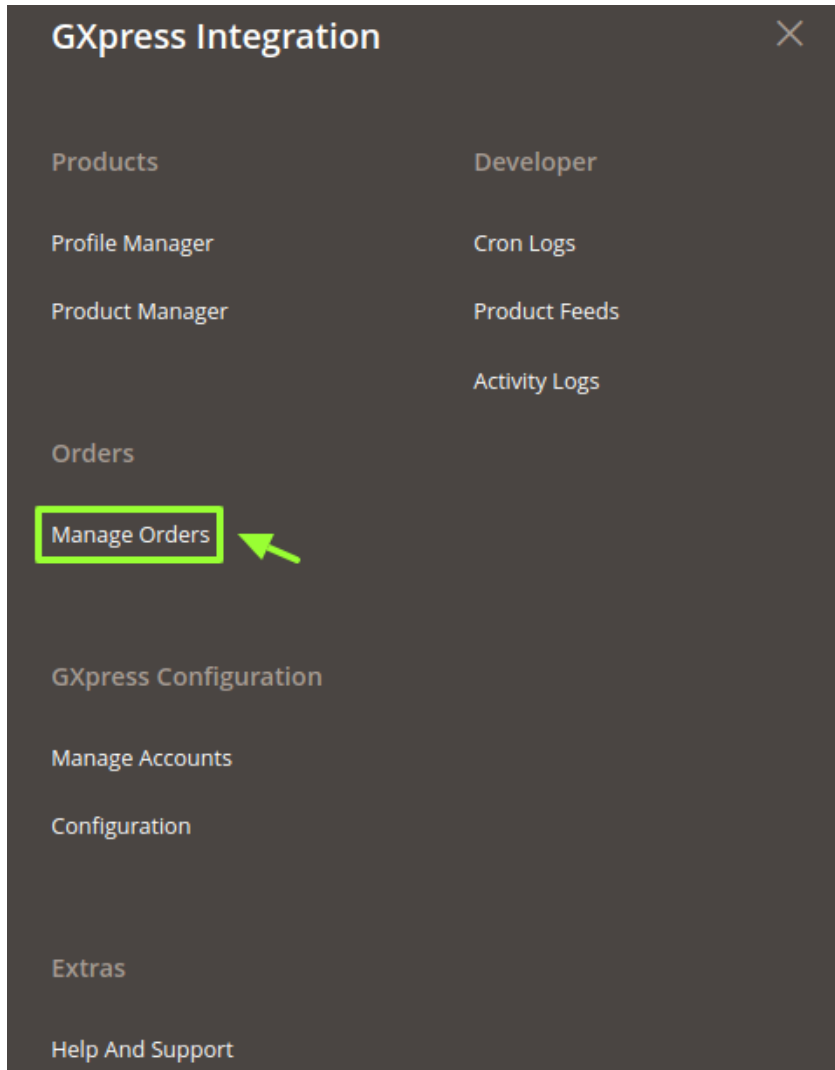 GXpress Integration
Products
Profile Manager
Product Manager
Developer
Cron Logs
Product Feeds
Activity Logs
Orders
Manage Orders
GXpress Configuration
Manage Accounts
Configuration
Extras
Help And Support